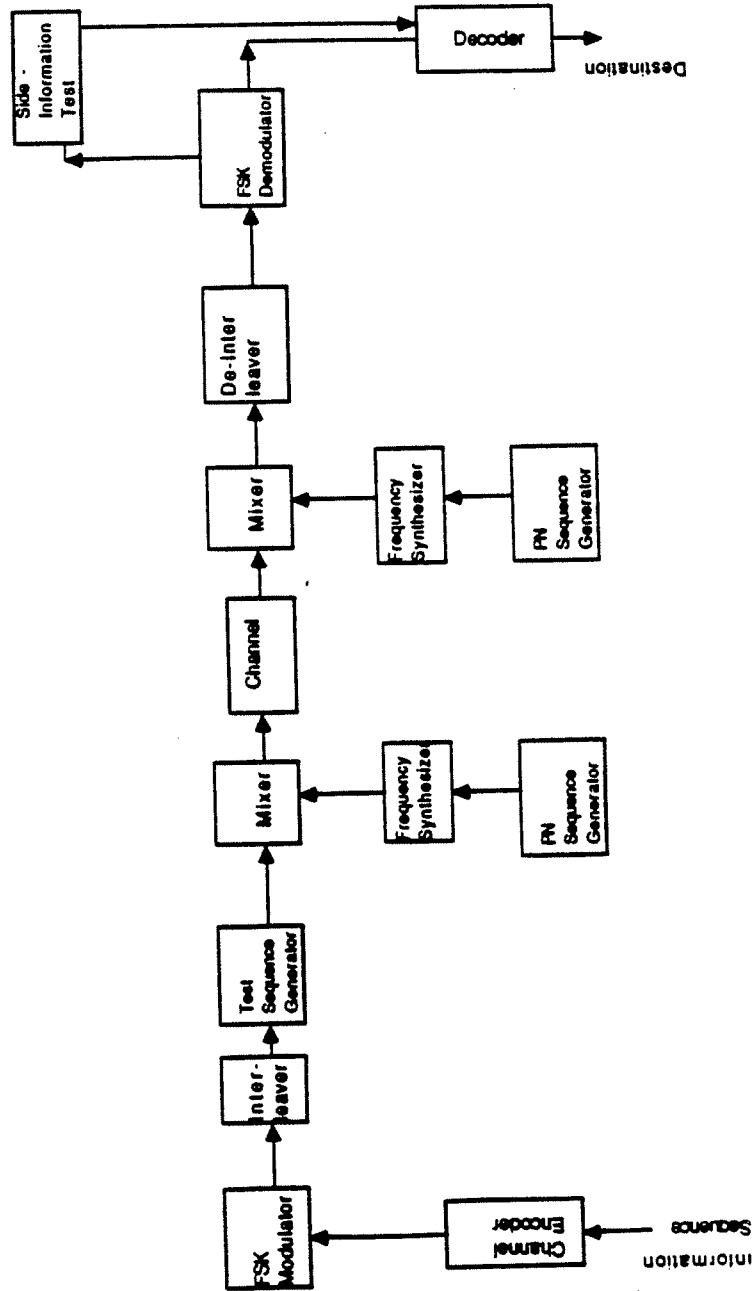 Information
Sequence
Channel
Encoder
FSK
Modulator
Inter-
leaver
Test
Sequence
Generator
Mixer
Frequency
Synthesizer
PN
Sequence
Generator
Channel
Mixer
Frequency
Synthesizer
PN
Sequence
Generator
De-Inter
leaver
FSK
Demodulator
Side -
Information
Test
Decoder
Destination